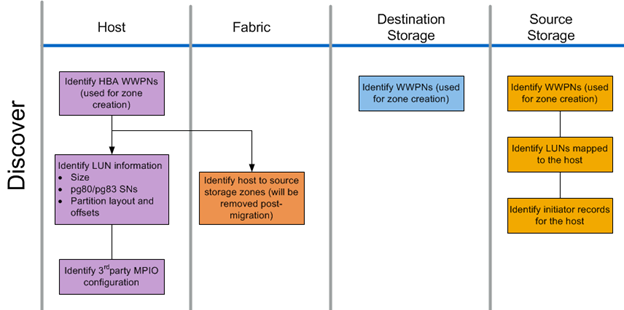 Host
Fabric
Destination
Storage
Source
Storage
Discover
Identify HBA WWPNs
(used for zone
creation)
Identify LUN information
• Size
• pg80/pg83 SNs
• Partition layout and
offsets
Identify 3rdparty MPIO
configuration
Identify host to source
storage zones (will be
removed post-
migration)
Identify WWPNs (used
for zone creation)
Identify WWPNs (used
for zone creation)
Identify LUNs mapped
to the host
Identify initiator records
for the host